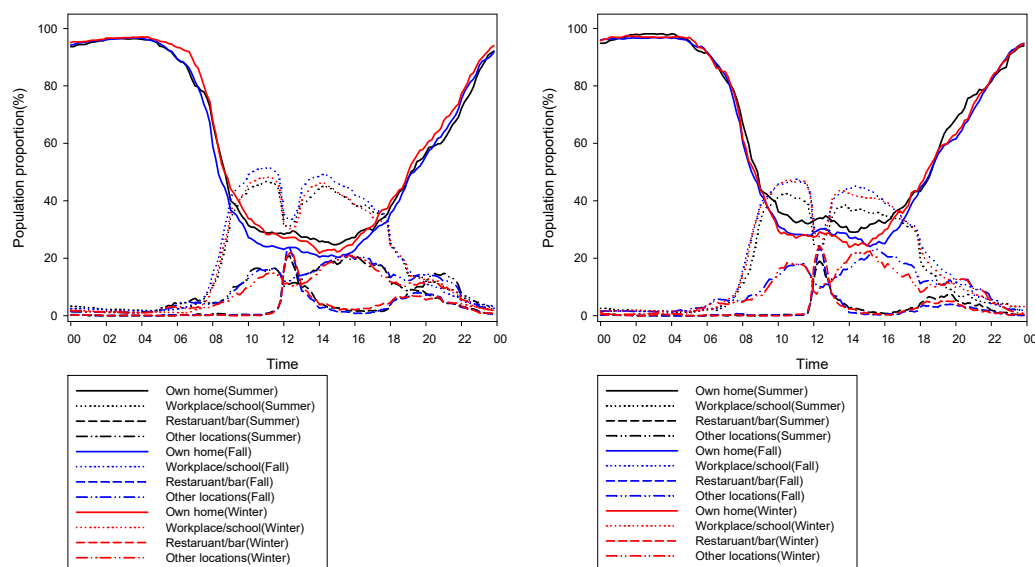 Population proportion(%)
100
80
60
40
20
0
00 02 04 06 08 10 12 14 16 18 20 22 00
Time
Own home(Summer)
Workplace/school(Summer)
Restaruant/bar(Summer)
Other locations(Summer)
Own home(Fall)
Workplace/school(Fall)
Restaruant/bar(Fall)
Other locations(Fall)
Own home(Winter)
Workplace/school(Winter)
Restaruant/bar(Winter)
Other locations(Winter)
Population proportion(%)
100
80
60
40
20
0
00 02 04 06 08 10 12 14 16 18 20 22 00
Time
Own home(Summer)
Workplace/school(Summer)
Restaruant/bar(Summer)
Other locations(Summer)
Own home(Fall)
Workplace/school(Fall)
Restaruant/bar(Fall)
Other locations(Fall)
Own home(Winter)
Workplace/school(Winter)
Restaruant/bar(Winter)
Other locations(Winter)